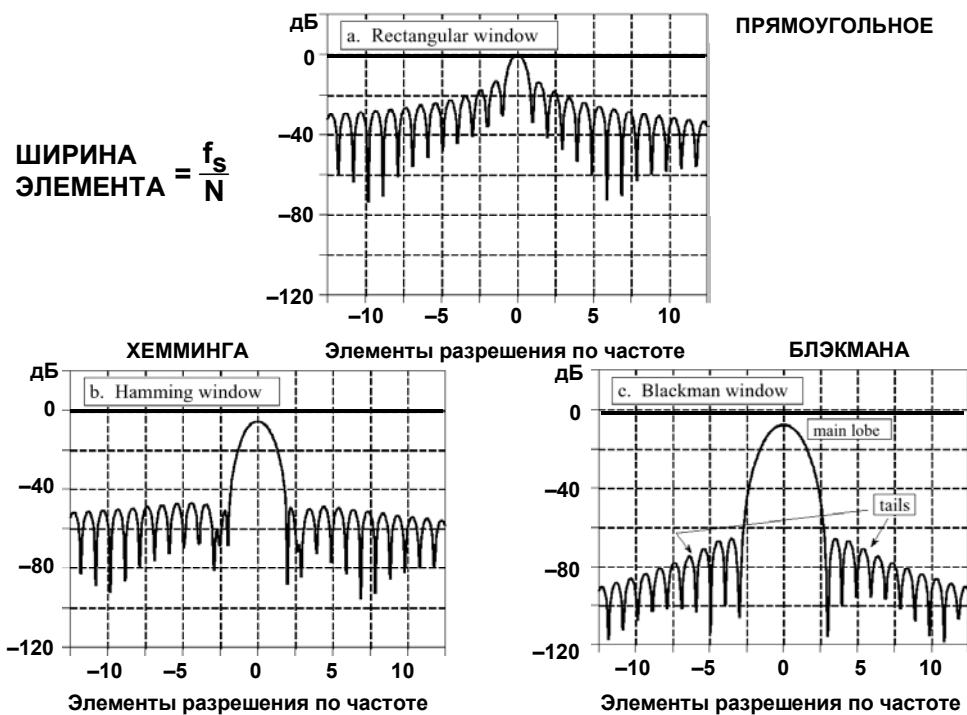 дБ
a. Rectangular window
ПРЯМОУГОЛЬНОЕ
0
–40
–80
–120
–10 –5 0 5 10
Элементы разрешения по частоте
ШИРИНА
ЭЛЕМЕНТА = fs
N
ХЕММИНГА
дБ
b. Hamming window
0
–40
–80
–120
–10 –5 0 5 10
Элементы разрешения по частоте
БЛЭКМАНА
дБ
c. Blackman window
main lobe
tails
0
–40
–80
–120
–10 –5 0 5 10
Элементы разрешения по частоте